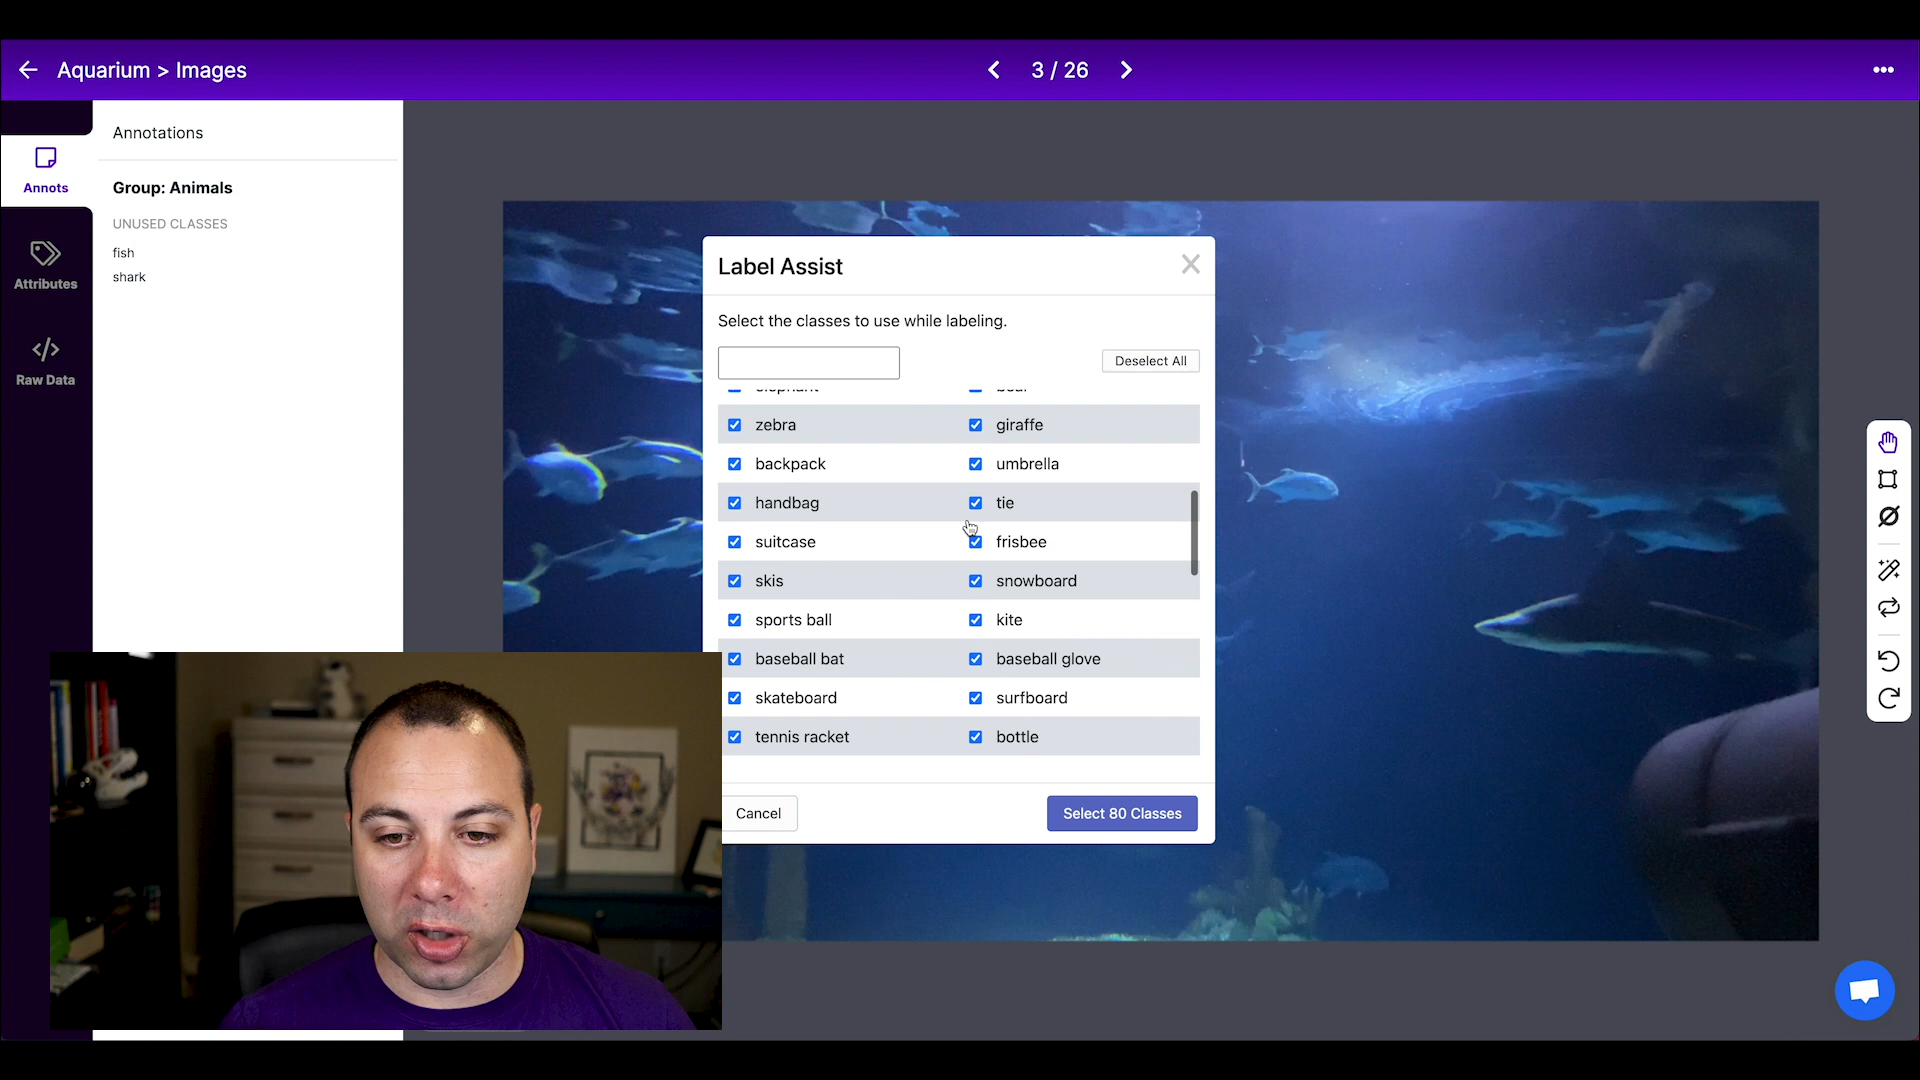 Aquarium > Images
3 / 26
Annots
Attributes
Raw Data
Annotations
Group: Animals
UNUSED CLASSES
fish
shark
Label Assist
Select the classes to use while labeling.
Deselect All
zebra giraffe
backpack umbrella
handbag tie
suitcase frisbee
skis snowboard
sports ball kite
baseball bat baseball glove
skateboard surfboard
tennis racket bottle
Cancel
Select 80 Classes